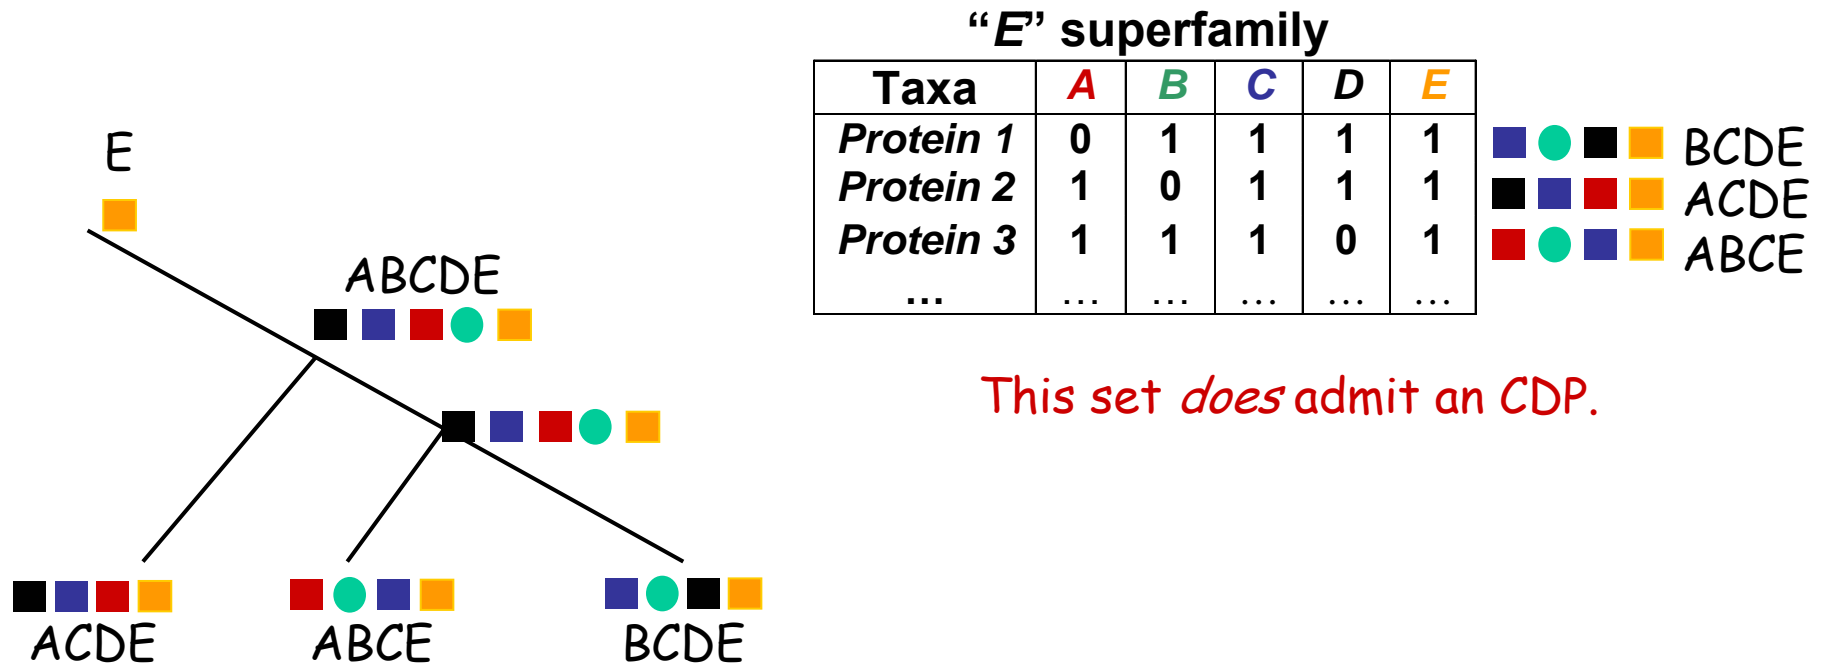 “E” superfamily
Taxa A B C D E
Protein 1 0 1 1 1 1
Protein 2 1 0 1 1 1
Protein 3 1 1 1 0 1
... ... ... ... ... ...
BCDE
ACDE
ABCE
This set does admit an CDP.
E
ABCDE
ACDE
ABCE
BCDE